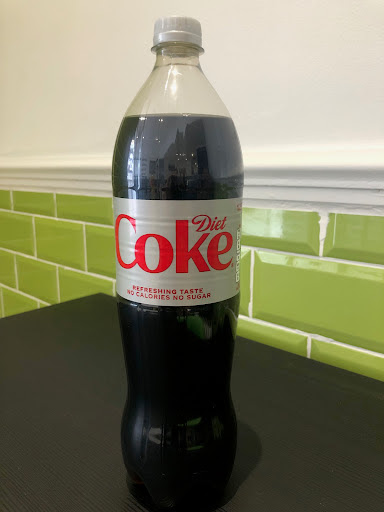 Diet
Coke
REFRESHING TASTE
NO CALORIES NO SUGAR